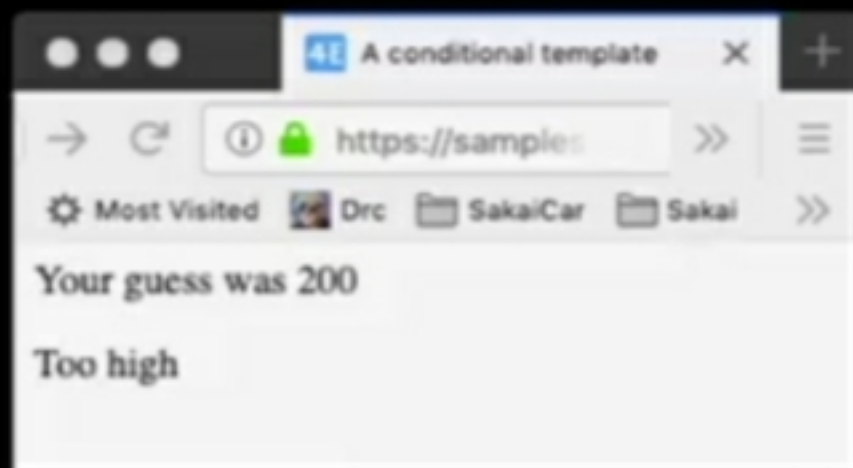 4E A conditional template
https://samples
Most Visited Drc SakaiCar Sakai
Your guess was 200
Too high